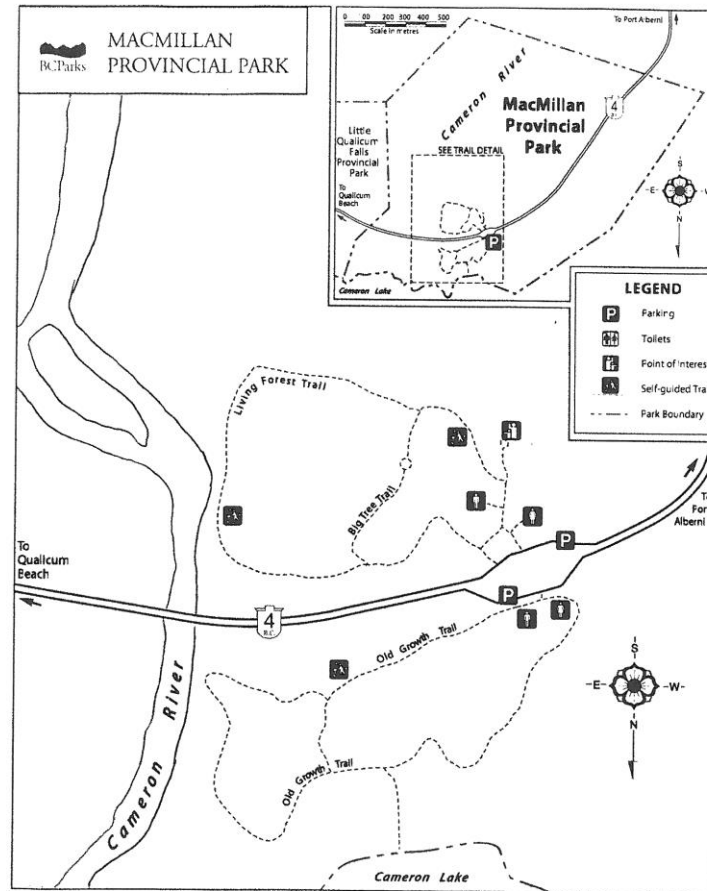 BCParks
MACMILLAN
PROVINCIAL PARK
0 100 200 300 400 500
Scale in metres
To Port Alberni
Cameron River
MacMillan
Provincial
Park
4
Little
Qualicum
Falls
Provincial
Park
SEE TRAIL DETAIL
To
Qualicum
Beach
P
Cameron Lake
S
E
W
N
LEGEND
P Parking
Toilets
Point of Interes
Self-guided Tra
Park Boundary
Living Forest Trail
Big Tree Trail
To
Qualicum
Beach
P
To
Por
Alberni
P
4
B.C.
Old Growth Trail
Old Growth Trail
Cameron River
S
E
W
N
Cameron Lake